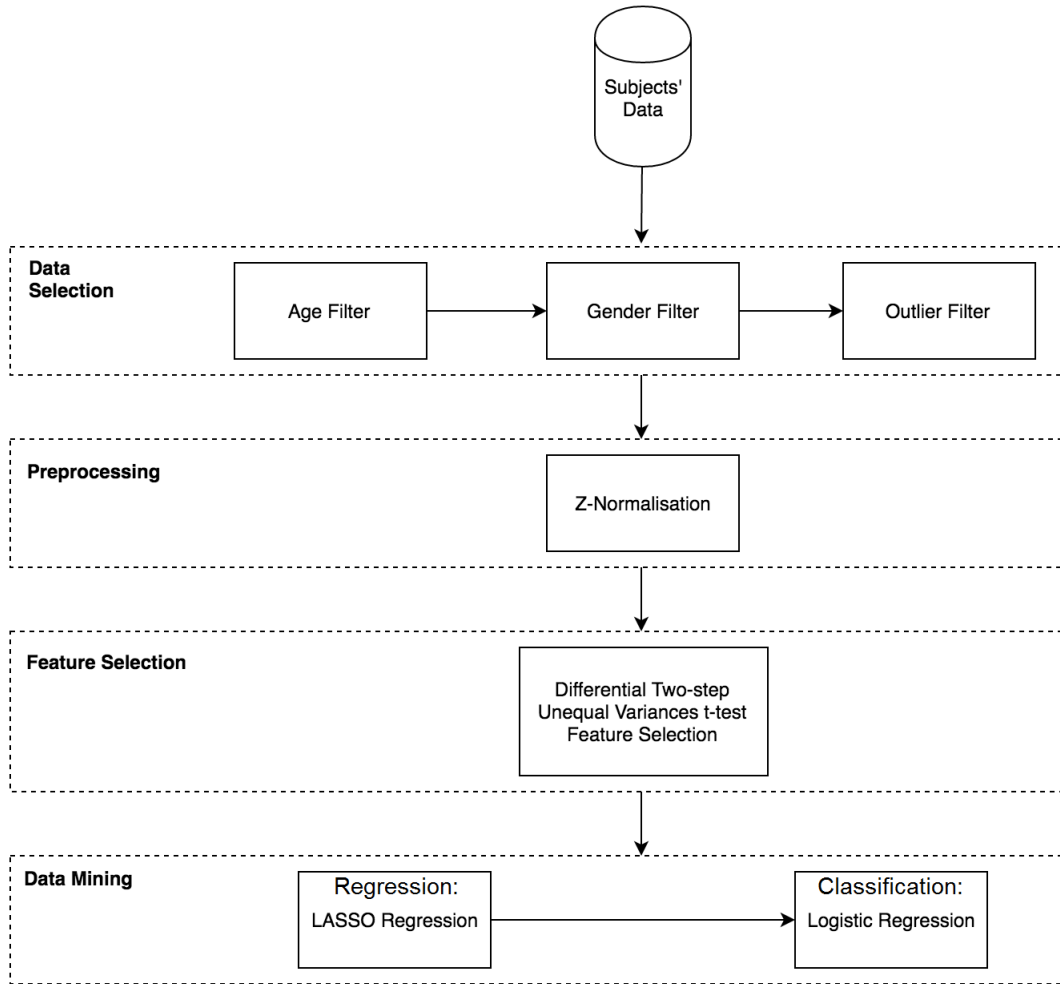 Subjects'
Data
Data
Selection
Age Filter
Gender Filter
Outlier Filter
Preprocessing
Z-Normalisation
Feature Selection
Differential Two-step
Unequal Variances t-test
Feature Selection
Data Mining
Regression:
LASSO Regression
Classification:
Logistic Regression